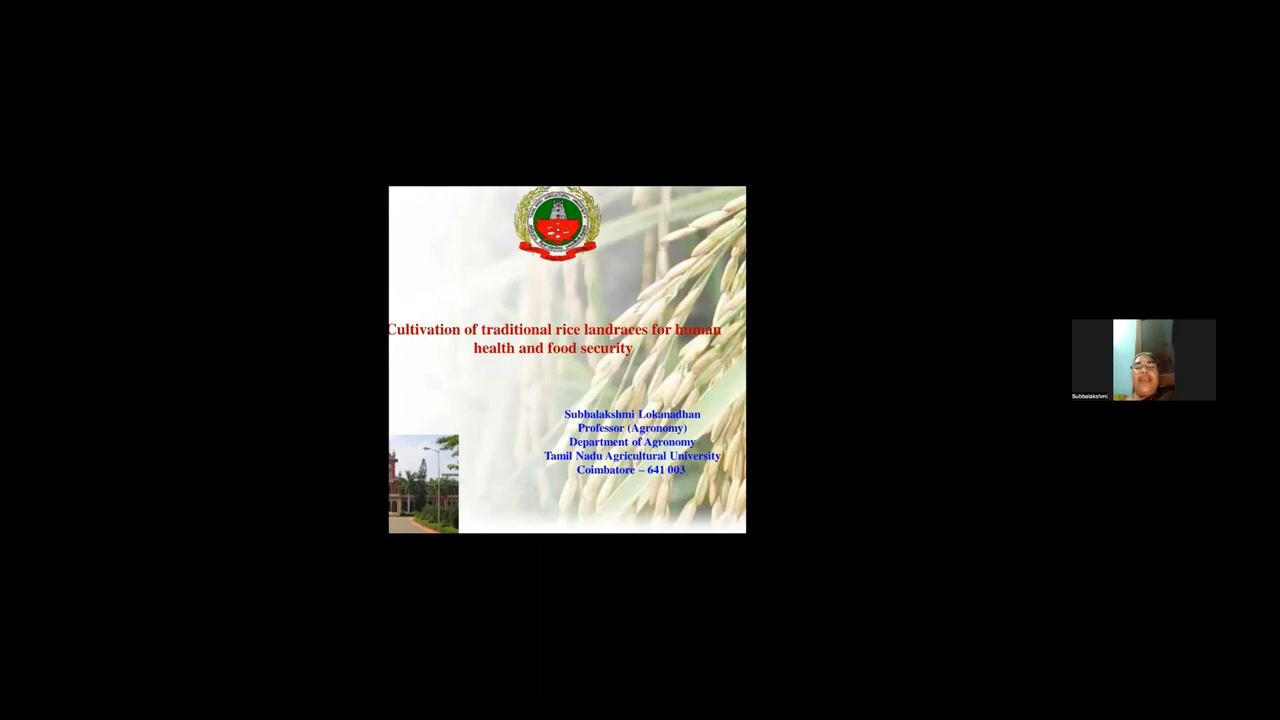 Cultivation of traditional rice landraces for human
health and food security
Subbalakshmi Lokanadhan
Professor (Agronomy)
Department of Agronomy
Tamil Nadu Agricultural University
Coimbatore – 641 003
Subbalakshmi